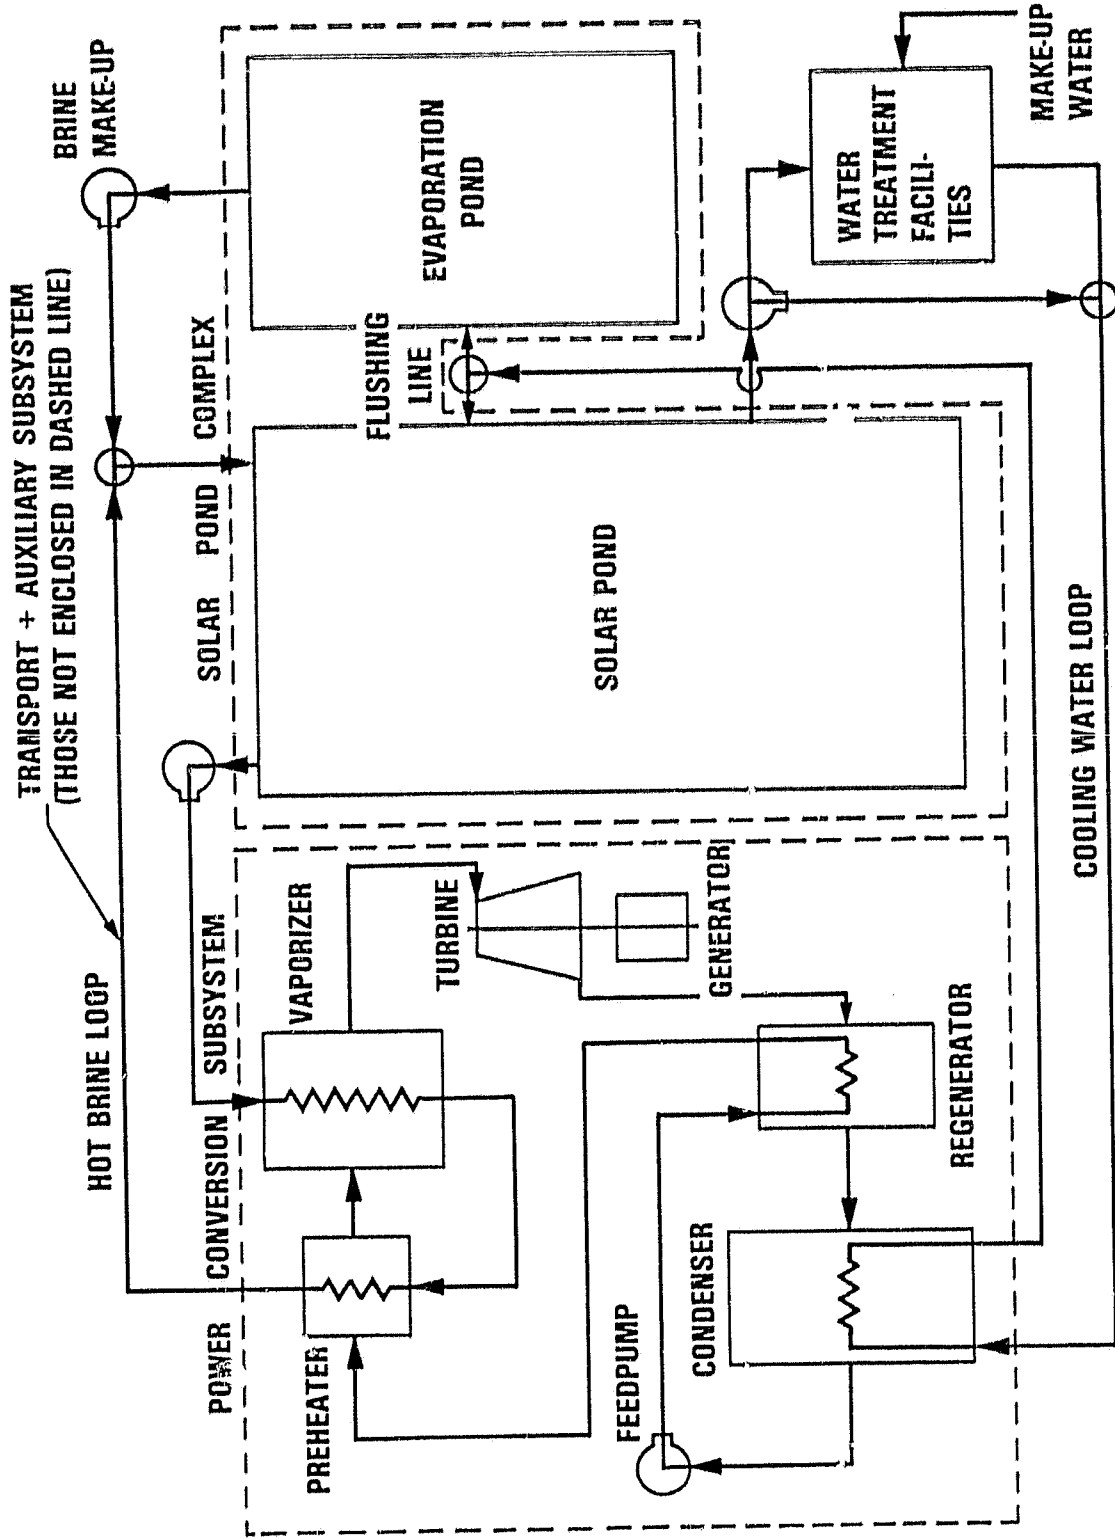 TRANSPORT + AUXILIARY SUBSYSTEM
(THOSE NOT ENCLOSED IN DASHED LINE)
HOT BRINE LOOP
BRINE
MAKE-UP
POWER CONVERSION SUBSYSTEM
SOLAR POND COMPLEX
PREHEATER
VAPORIZER
TURBINE
GENERATOR
FEEDPUMP
CONDENSER
REGENERATOR
SOLAR POND
FLUSHING
LINE
EVAPORATION
POND
WATER
TREATMENT
FACILI-
TIES
MAKE-UP
WATER
COOLING WATER LOOP